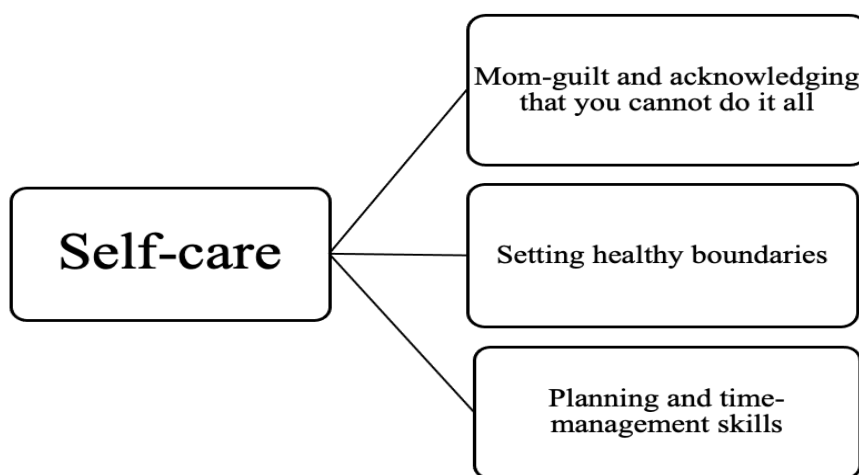 Mom-guilt and acknowledging
that you cannot do it all
Self-care
Setting healthy boundaries
Planning and time-
management skills